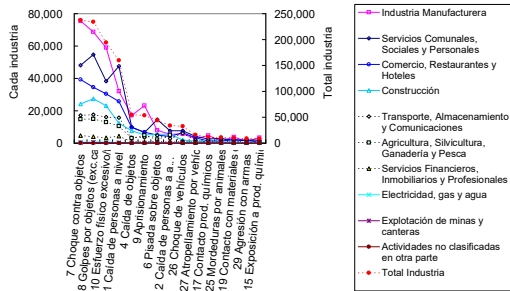 80,000
60,000
40,000
20,000
0
Cada industria
250,000
200,000
150,000
100,000
50,000
0
Total industria
7 Choque contra objetos
8 Golpes por objetos (exc.ca
10 Esfuerzo físico excesivo/
1 Caída de personas a nivel
4 Caída de objetos
9 Aprisionamiento
6 Pisada sobre objetos
2 Caída de personas a a...
26 Choque de vehículos
27 Atropellamiento por vehíc
17 Contacto prod. químicos
25 Mordeduras por animales
19 Contacto con materiales
29 Agresión con armas
15 Exposición a prod. quími
Industria Manufacturera
Servicios Comunales,
Sociales y Personales
Comercio, Restaurantes y
Hoteles
Construcción
Transporte, Almacenamiento
y Comunicaciones
Agricultura, Silvicultura,
Ganadería y Pesca
Servicios Financieros,
Inmobiliarios y Profesionales
Electricidad, gas y agua
Explotación de minas y
canteras
Actividades no clasificadas
en otra parte
Total Industria